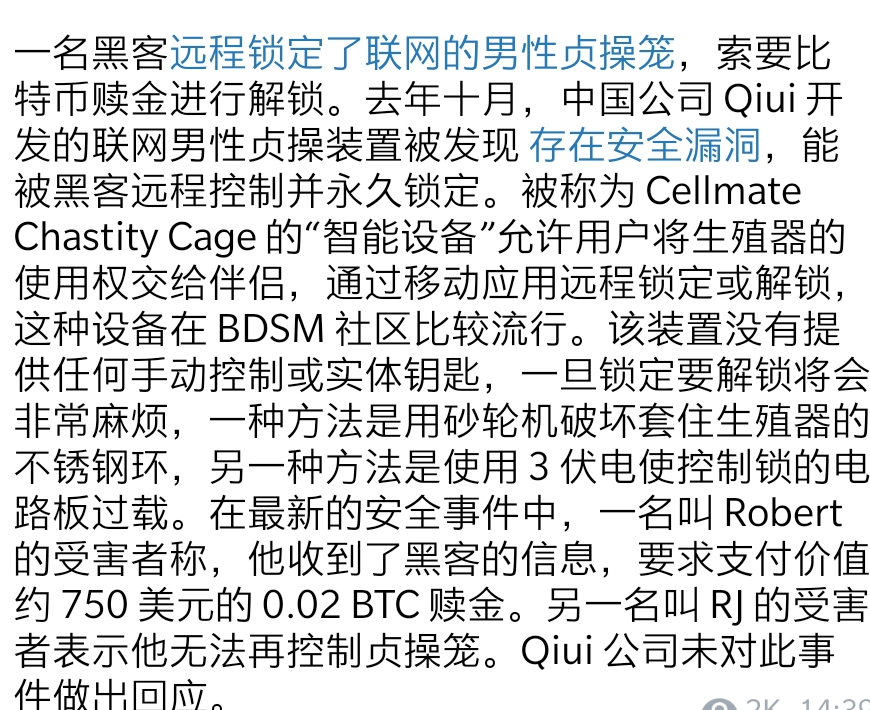 一名黑客远程锁定了联网的男性贞操笼，索要比
特币赎金进行解锁。去年十月，中国公司 Qiui 开
发的联网男性贞操装置被发现 存在安全漏洞，能
被黑客远程控制并永久锁定。被称为 Cellmate
Chastity Cage 的“智能设备”允许用户将生殖器的
使用权交给伴侣，通过移动应用远程锁定或解锁，
这种设备在 BDSM 社区比较流行。该装置没有提
供任何手动控制或实体钥匙，一旦锁定要解锁将会
非常麻烦，一种方法是用砂轮机破坏套住生殖器的
不锈钢环，另一种方法是使用 3 伏电使控制锁的电
路板过载。在最新的安全事件中，一名叫 Robert
的受害者称，他收到了黑客的信息，要求支付价值
约 750 美元的 0.02 BTC 赎金。另一名叫 RJ 的受害
者表示他无法再控制贞操笼。Qiui 公司未对此事
件做出回应。
2K 14:39